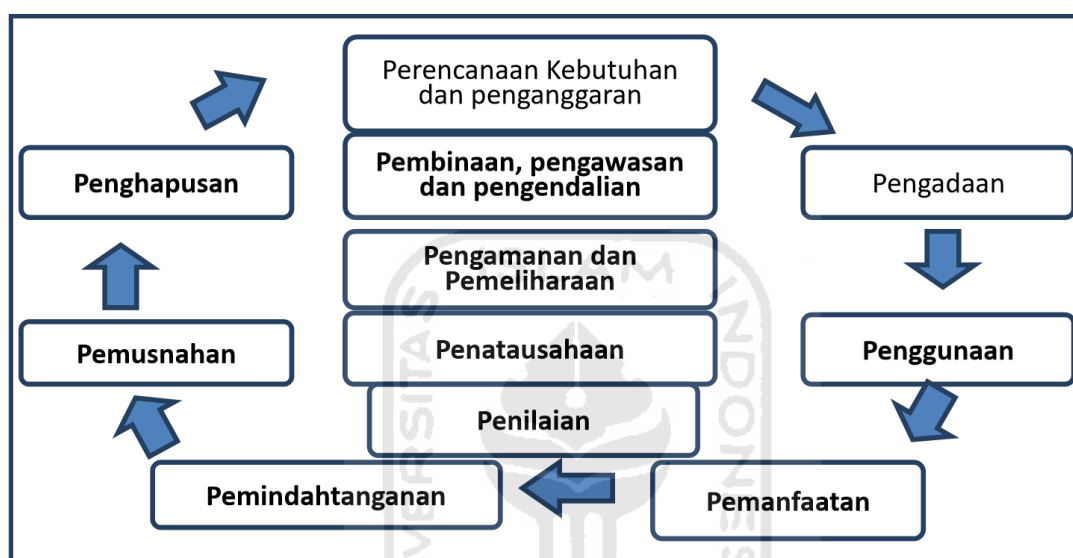 Perencanaan Kebutuhan
dan penganggaran
Pembinaan, pengawasan
dan pengendalian
Pengadaan
Penghapusan
Pengamanan dan
Pemeliharaan
Penatausahaan
Penggunaan
Pemusnahan
Penilaian
Pemindahtanganan
Pemanfaatan
ISLAM